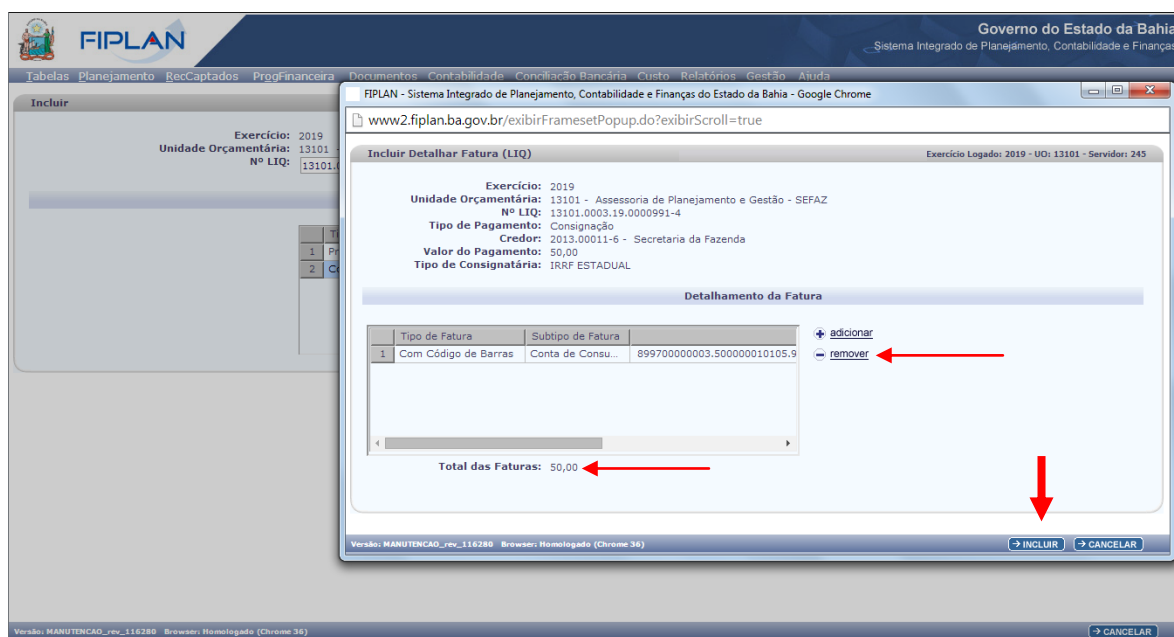 FIPLAN
Governo do Estado da Bahia
Sistema Integrado de Planejamento, Contabilidade e Finanças
Tabelas Planejamento RecCaptados ProgFinanceira Documentos Contabilidade Conciliação Bancária Custo Relatórios Gestão Ajuda
Incluir
Exercício: 2019
Unidade Orçamentária: 13101 -
Nº LIQ: 13101.0
1 Pr
2 Co
FIPLAN - Sistema Integrado de Planejamento, Contabilidade e Finanças do Estado da Bahia - Google Chrome
www2.fiplan.ba.gov.br/exibirFramesetPopup.do?exibirScroll=true
Incluir Detalhar Fatura (LIQ) Exercício Logado: 2019 - UO: 13101 - Servidor: 245
Exercício: 2019
Unidade Orçamentária: 13101 - Assessoria de Planejamento e Gestão - SEFAZ
Nº LIQ: 13101.0003.19.0000991-4
Tipo de Pagamento: Consignação
Credor: 2013.00011-6 - Secretaria da Fazenda
Valor do Pagamento: 50,00
Tipo de Consignatária: IRRF ESTADUAL
Detalhamento da Fatura
Tipo de Fatura Subtipo de Fatura
1 Com Código de Barras Conta de Consu... 899700000003.500000010105.9
adicionar
remover
Total das Faturas: 50,00
Versão: MANUTENCAO_rev_116280 Browser: Homologado (Chrome 36) INCLUIR CANCELAR
Versão: MANUTENCAO_rev_116280 Browser: Homologado (Chrome 36) CANCELAR